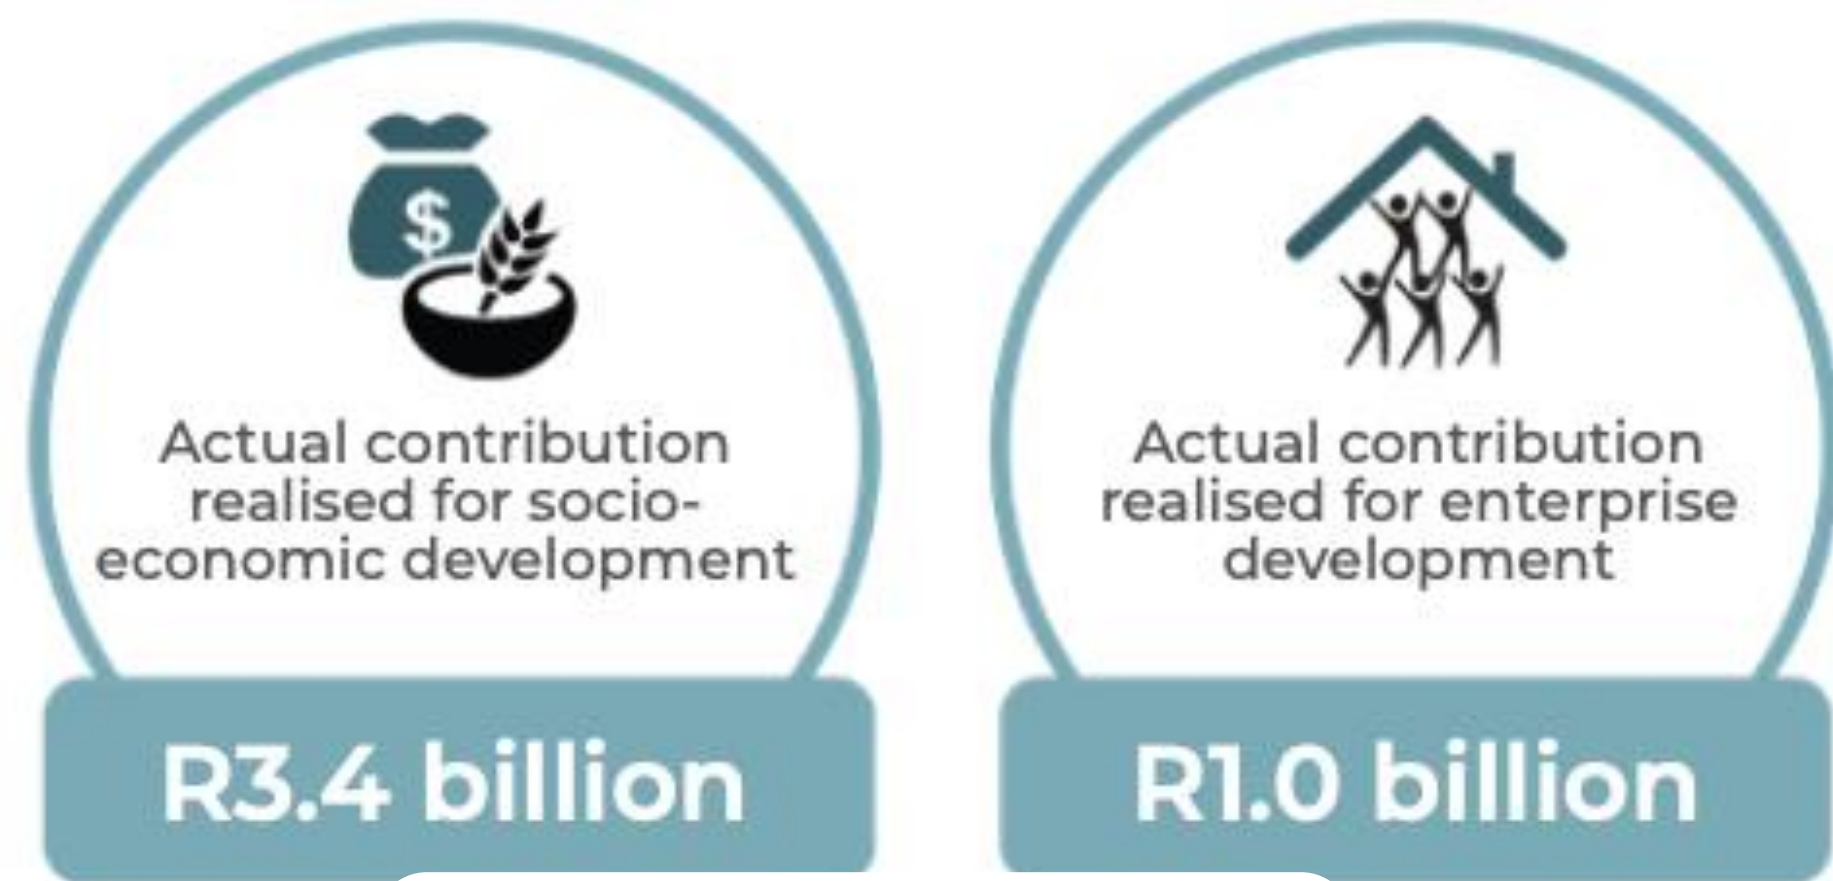 $
Actual contribution
realised for socio-
economic development
R3.4 billion
Actual contribution
realised for enterprise
development
R1.0 billion